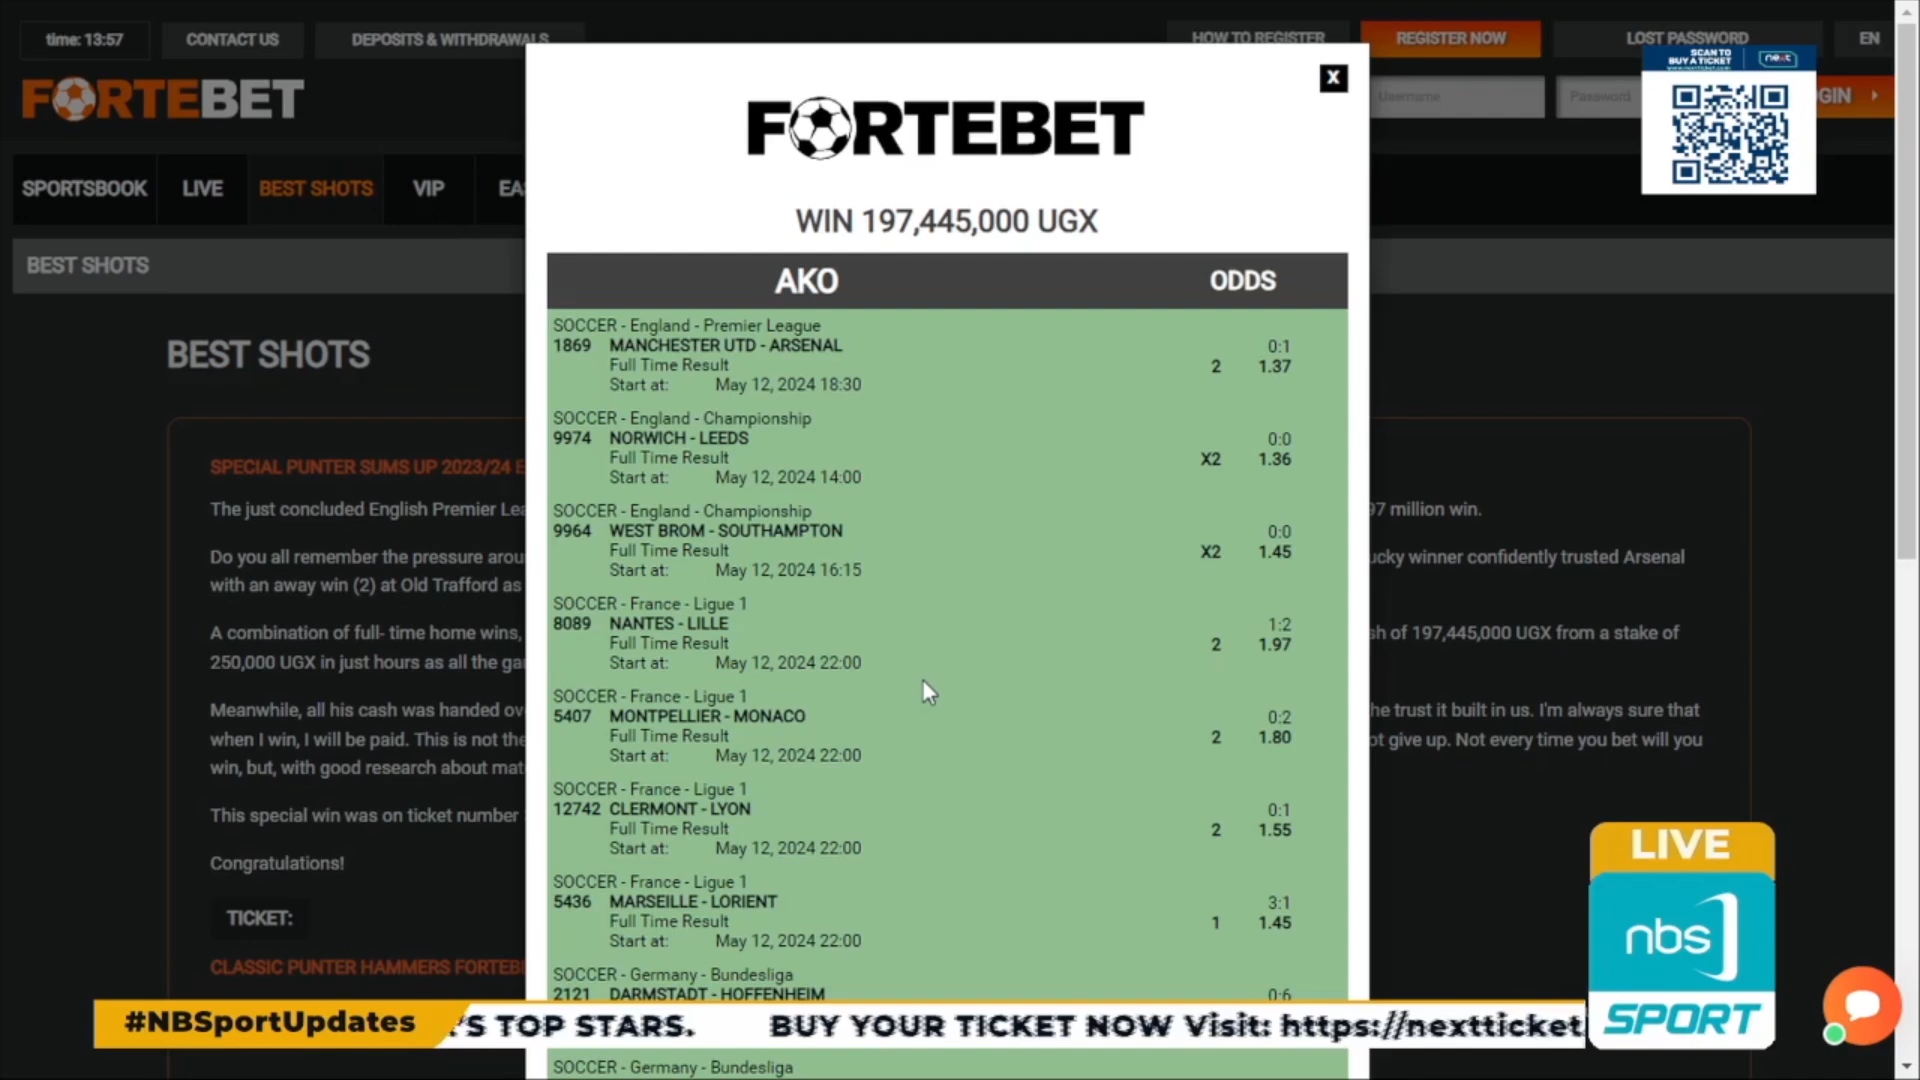 time: 13:57
CONTACT US
DEPOSITS & WITHDRAWALS
HOW TO REGISTER
REGISTER NOW
LOST PASSWORD
EN
FORTEBET
Username
Password
SCAN TO
BUY A TICKET
next
SPORTSBOOK
LIVE
BEST SHOTS
VIP
BEST SHOTS
BEST SHOTS
SPECIAL PUNTER SUMS UP 2023/24 E
The just concluded English Premier Lea
97 million win.
Do you all remember the pressure arou
ucky winner confidently trusted Arsenal
with an away win (2) at Old Trafford as
A combination of full- time home wins,
sh of 197,445,000 UGX from a stake of
250,000 UGX in just hours as all the ga
Meanwhile, all his cash was handed ov
he trust it built in us. I'm always sure that
when I win, I will be paid. This is not the
ot give up. Not every time you bet will you
win, but, with good research about mat
This special win was on ticket number
Congratulations!
TICKET:
CLASSIC PUNTER HAMMERS FORTEB
X
FORTEBET
WIN 197,445,000 UGX
AKO ODDS
SOCCER - England - Premier League
1869 MANCHESTER UTD - ARSENAL 0:1
Full Time Result 2 1.37
Start at: May 12, 2024 18:30
SOCCER - England - Championship
9974 NORWICH - LEEDS 0:0
Full Time Result X2 1.36
Start at: May 12, 2024 14:00
SOCCER - England - Championship
9964 WEST BROM - SOUTHAMPTON 0:0
Full Time Result X2 1.45
Start at: May 12, 2024 16:15
SOCCER - France - Ligue 1
8089 NANTES - LILLE 1:2
Full Time Result 2 1.97
Start at: May 12, 2024 22:00
SOCCER - France - Ligue 1
5407 MONTPELLIER - MONACO 0:2
Full Time Result 2 1.80
Start at: May 12, 2024 22:00
SOCCER - France - Ligue 1
12742 CLERMONT - LYON 0:1
Full Time Result 2 1.55
Start at: May 12, 2024 22:00
SOCCER - France - Ligue 1
5436 MARSEILLE - LORIENT 3:1
Full Time Result 1 1.45
Start at: May 12, 2024 22:00
SOCCER - Germany - Bundesliga
2121 DARMSTADT - HOFFENHEIM 0:6
SOCCER - Germany - Bundesliga
#NBSportUpdates
'S TOP STARS. BUY YOUR TICKET NOW Visit: https://nextticket
LIVE
nbs
SPORT